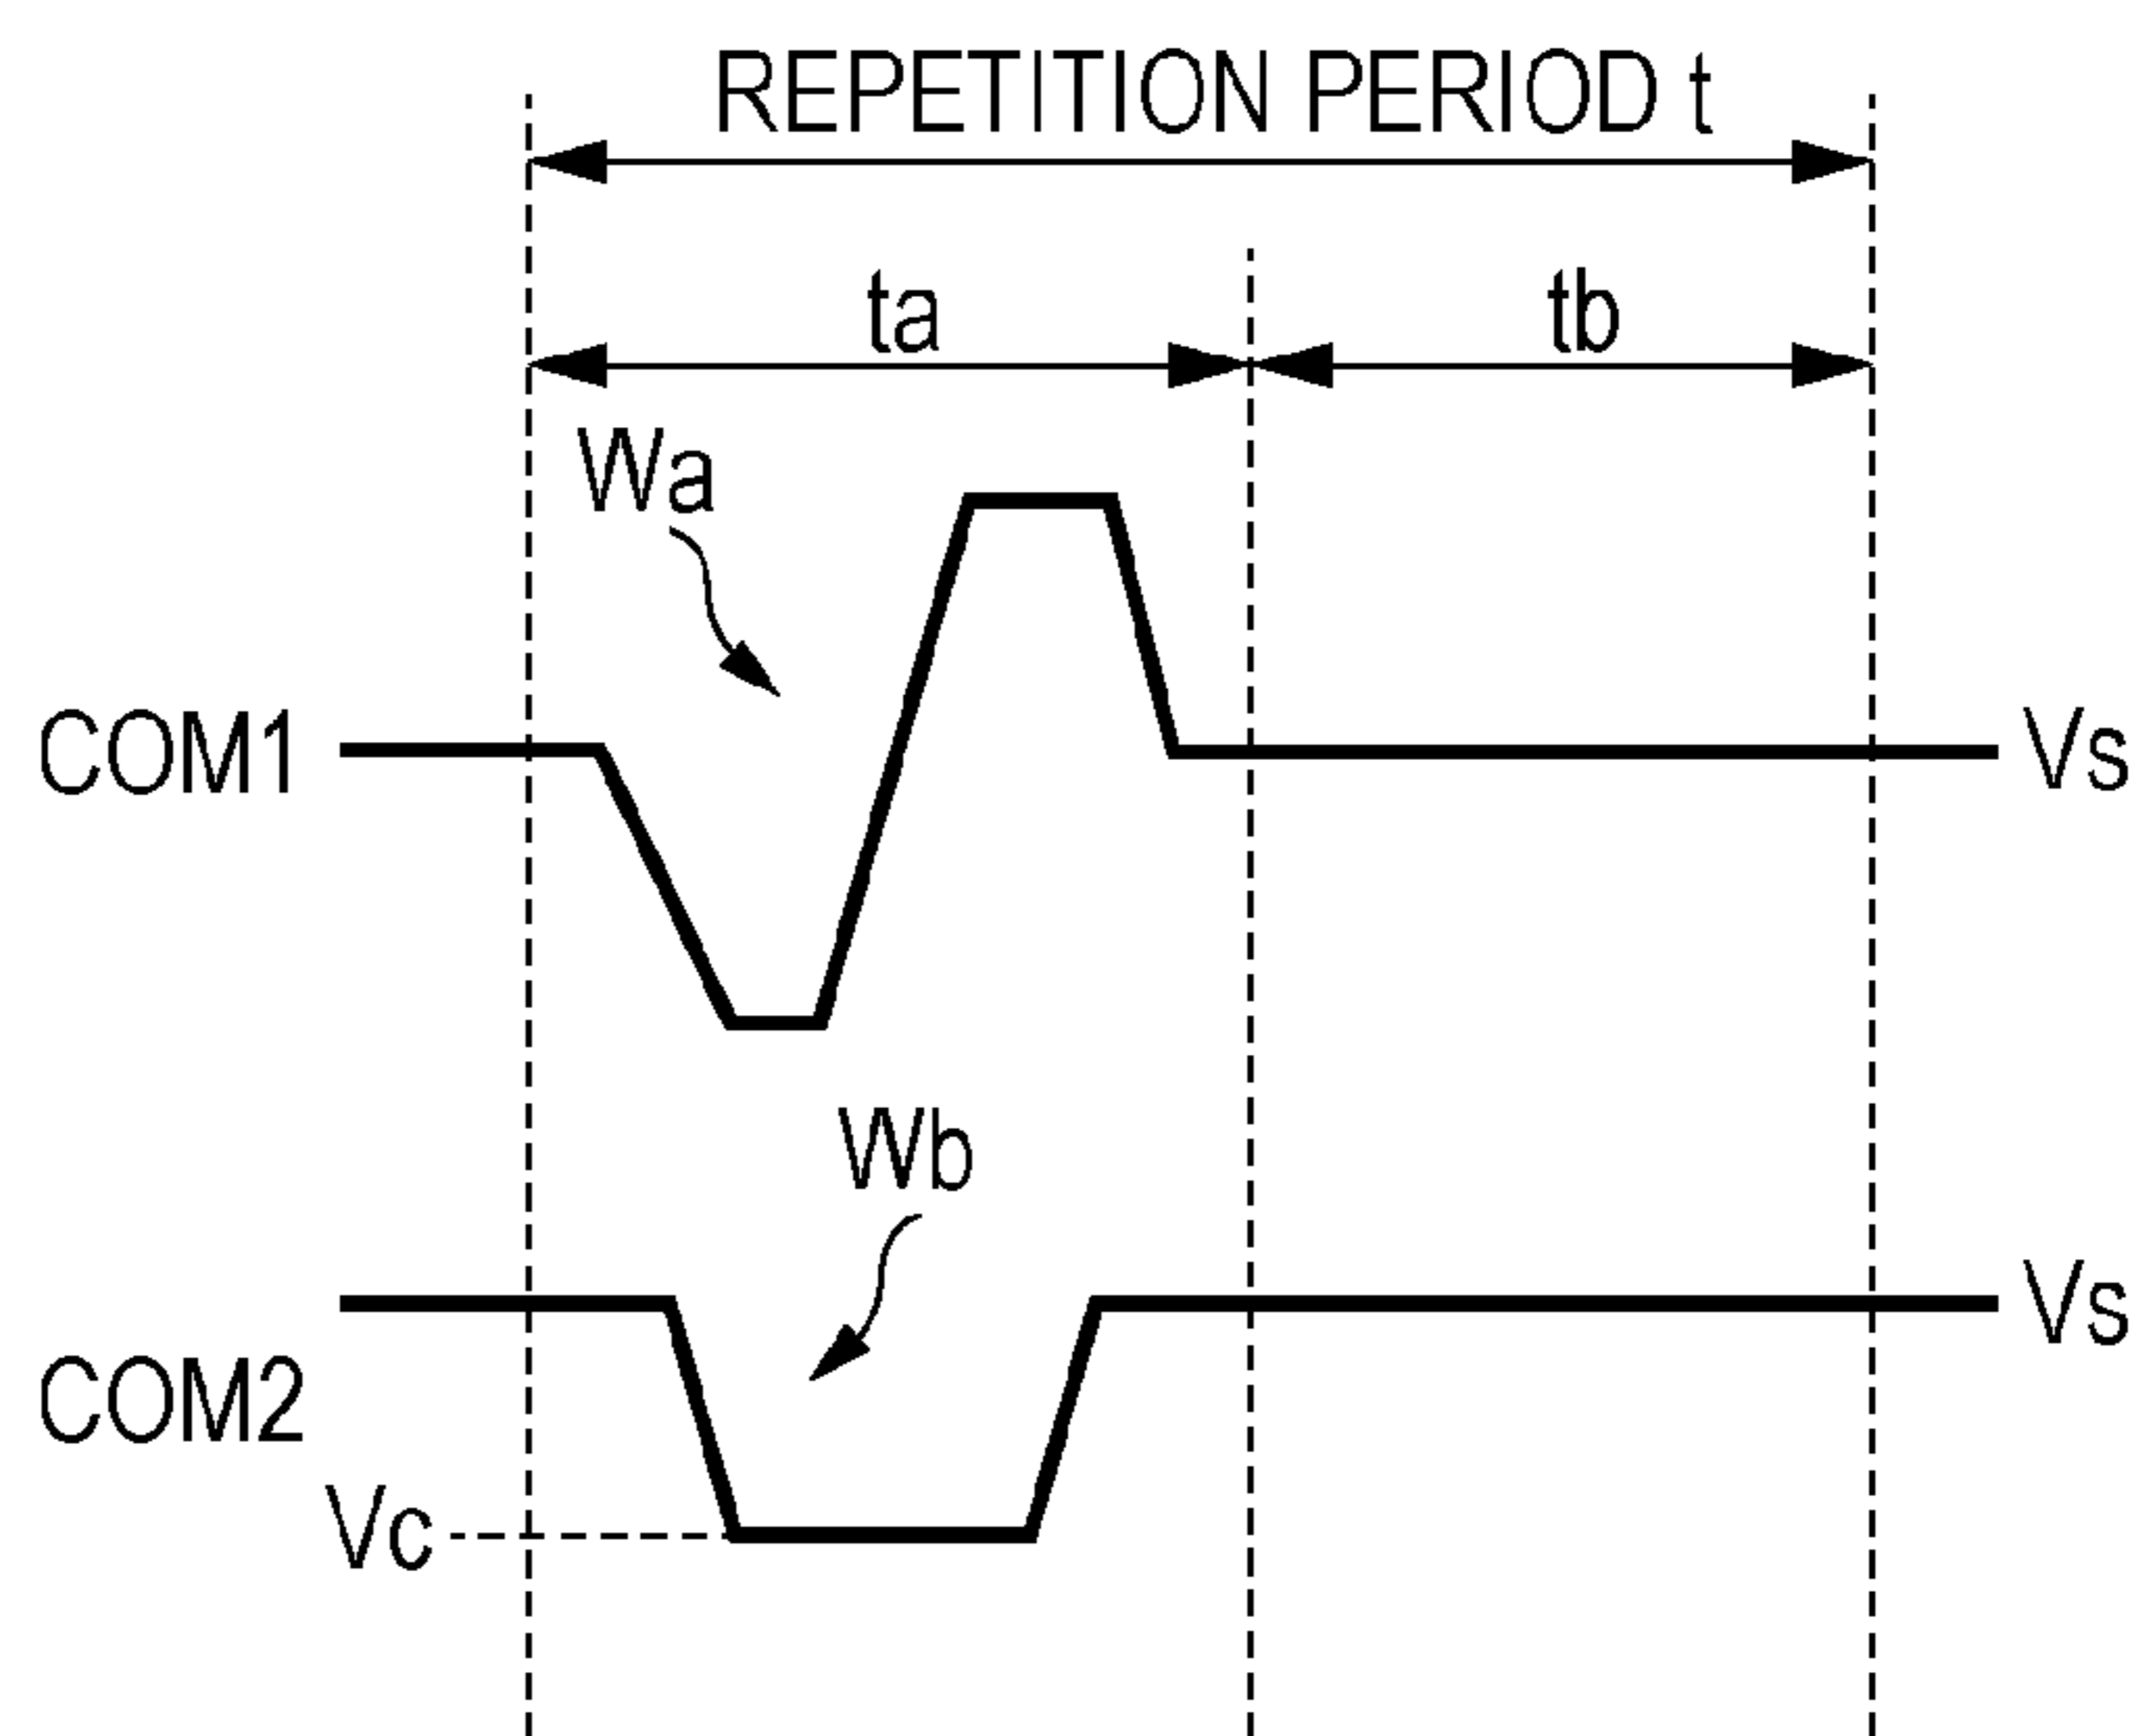 REPETITION PERIOD t
ta
tb
Wa
COM1
Vs
Wb
Vs
COM2
Vc